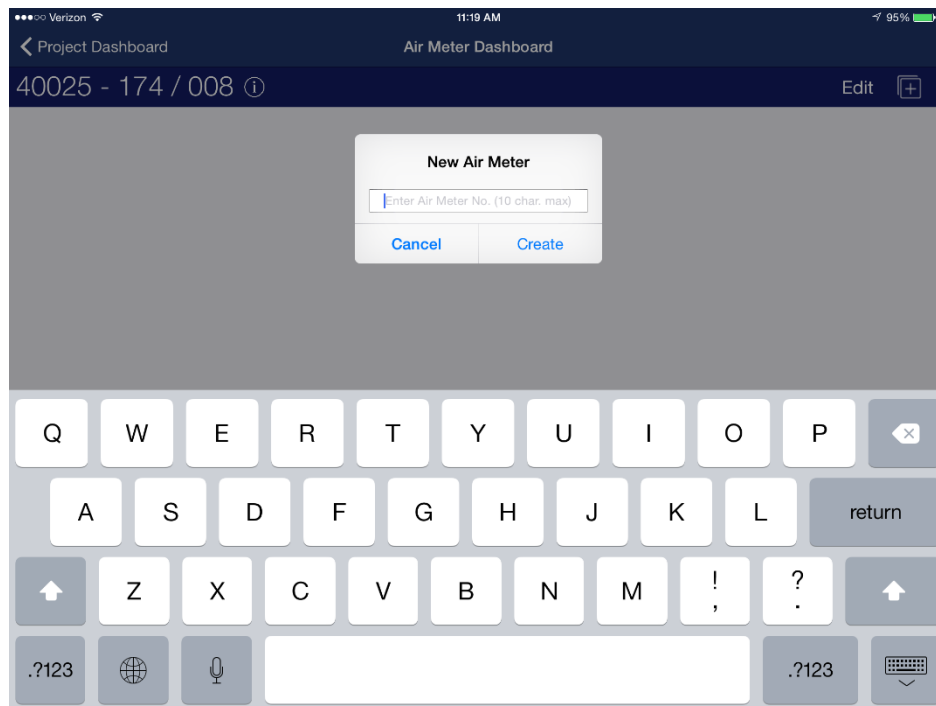 Verizon 11:19 AM 95%
Project Dashboard Air Meter Dashboard
40025 - 174 / 008 Edit
New Air Meter
Enter Air Meter No. (10 char. max)
Cancel Create
Q W E R T Y U I O P
A S D F G H J K L return
Z X C V B N M ! , ? .
.?123 .?123